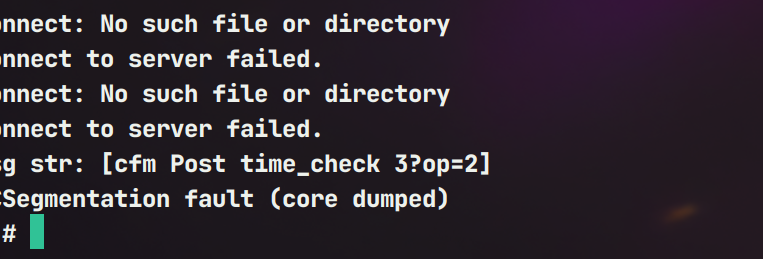 onnect: No such file or directory
onnect to server failed.
onnect: No such file or directory
onnect to server failed.
sg str: [cfm Post time_check 3?op=2]
CSegmentation fault (core dumped)
#